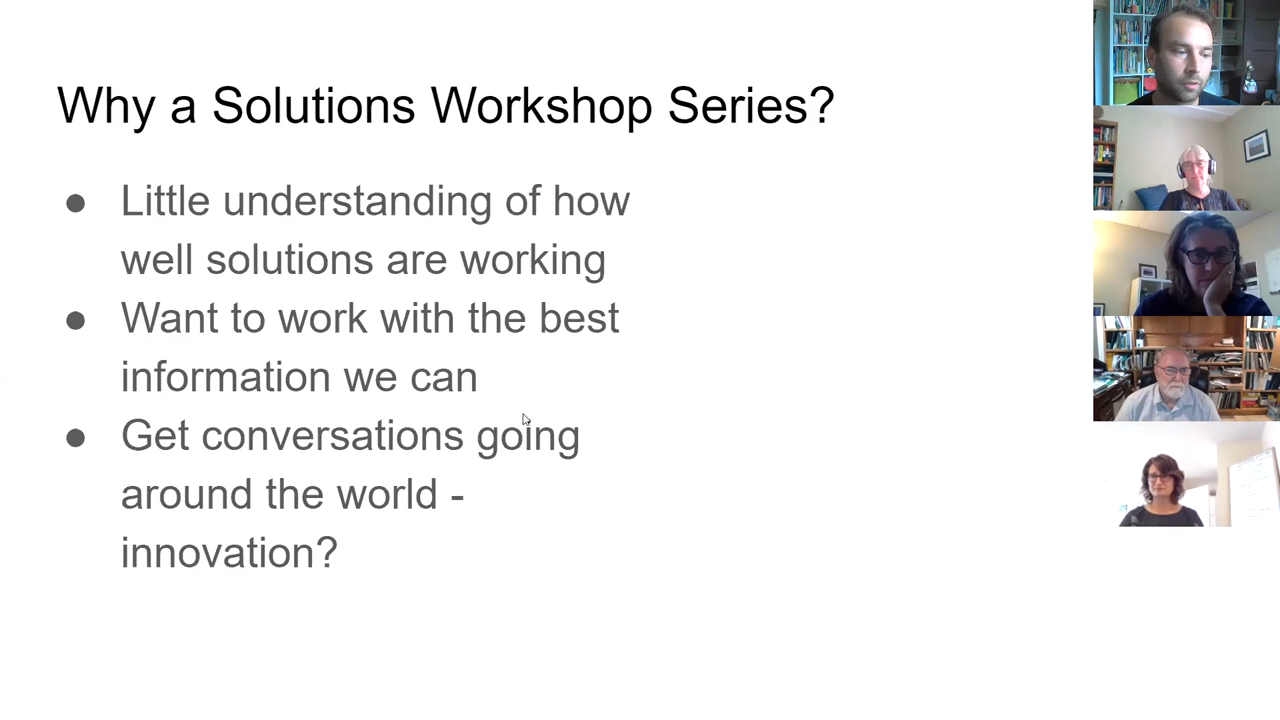 Why a Solutions Workshop Series?
● Little understanding of how
well solutions are working
● Want to work with the best
information we can
● Get conversations going
around the world -
innovation?